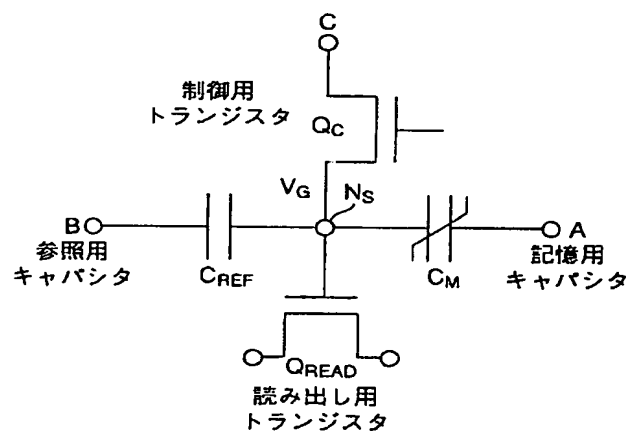 C
制御用
トランジスタ
QC
VG
NS
B
A
参照用
キャパシタ
CREF
CM
記憶用
キャパシタ
QREAD
読み出し用
トランジスタ